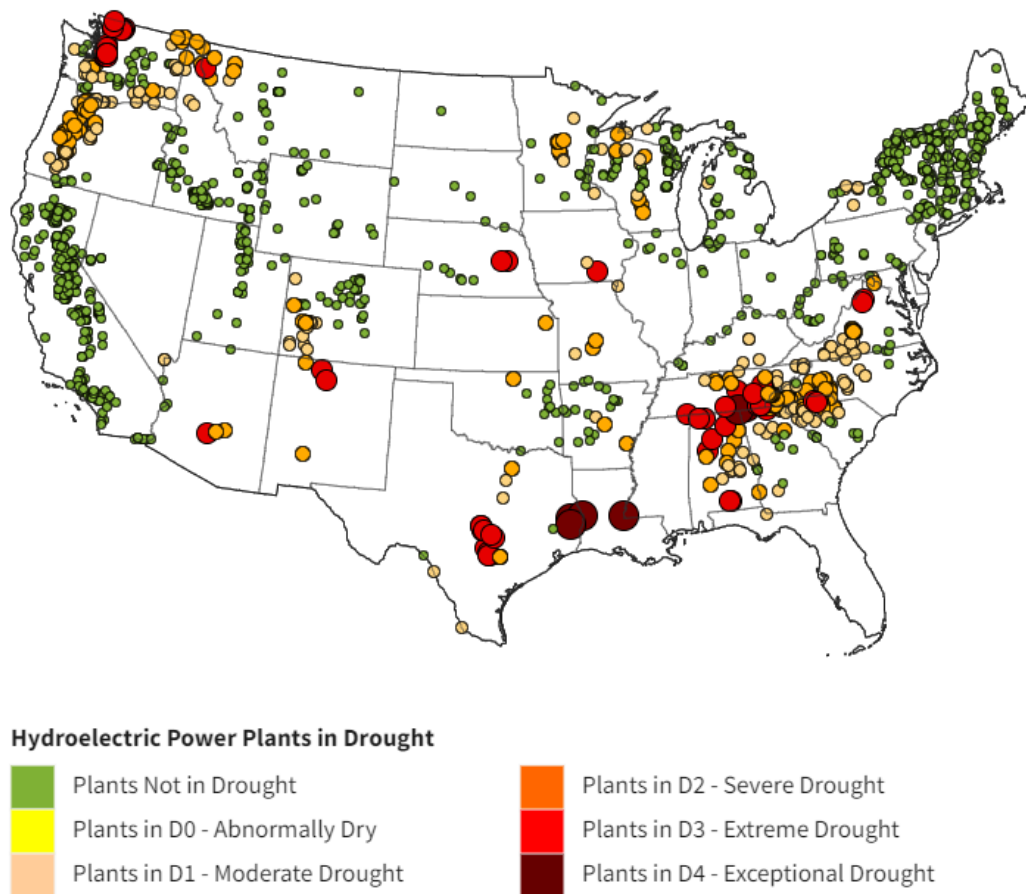 Hydroelectric Power Plants in Drought
Plants Not in Drought
Plants in D0 - Abnormally Dry
Plants in D1 - Moderate Drought
Plants in D2 - Severe Drought
Plants in D3 - Extreme Drought
Plants in D4 - Exceptional Drought